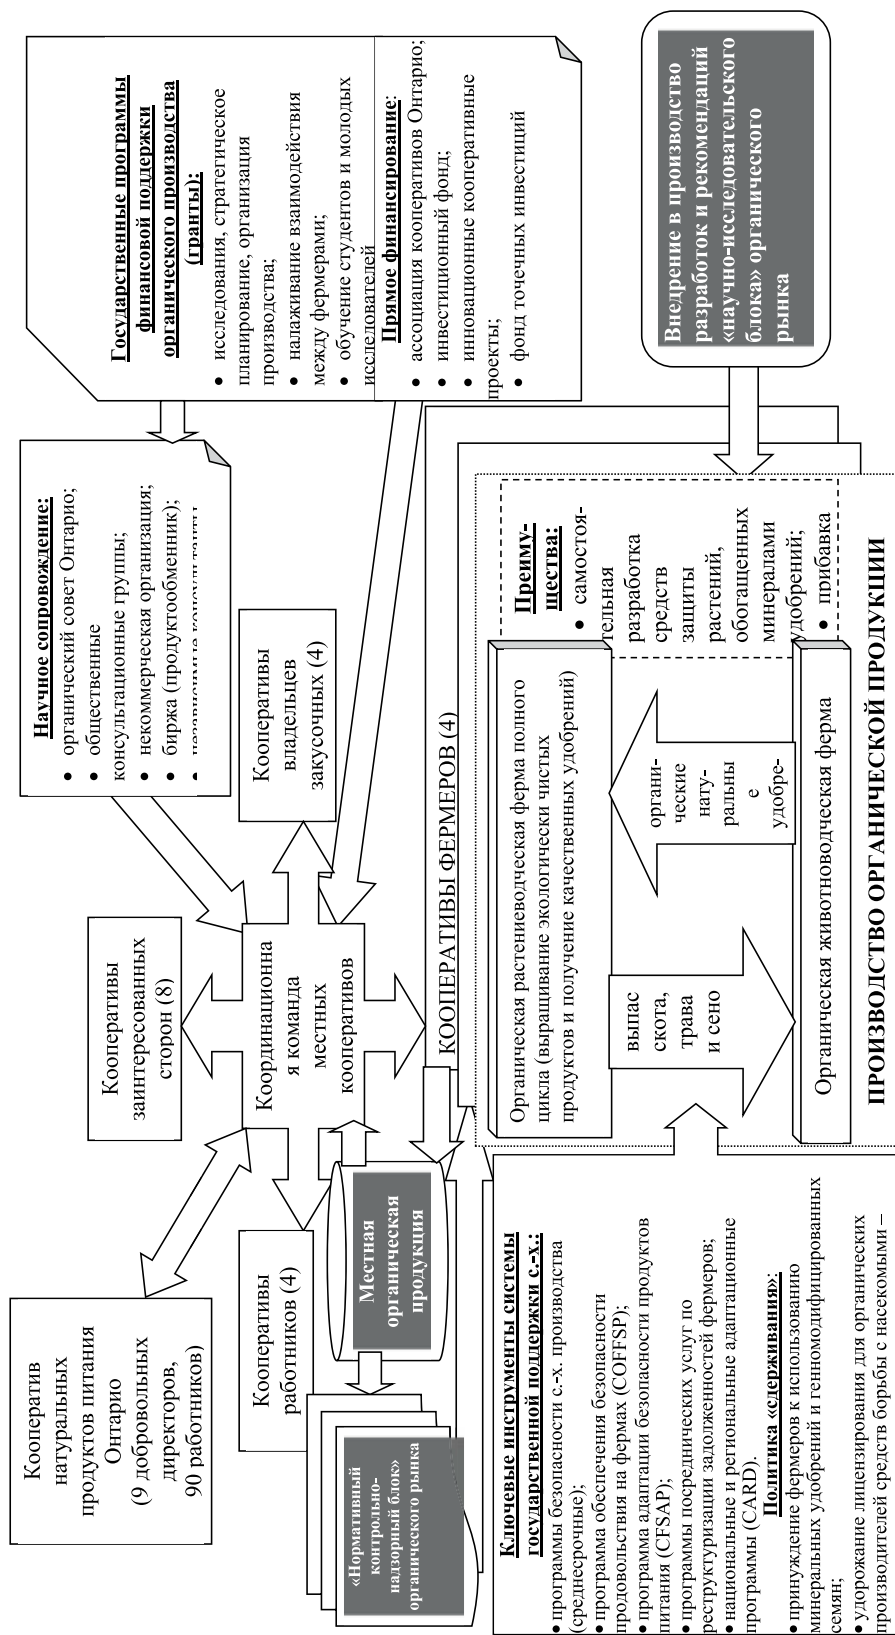 Кооператив
натуральных
продуктов питания
Онтарио
(9 добровольных
директоров,
90 работников)
Кооперативы
заинтересованных
сторон (8)
Научное сопровождение:
• органический совет Онтарио;
• общественные
консультационные группы;
• некоммерческая организация;
• биржа (продуктообменник);
Государственные программы
финансовой поддержки
органического производства
(гранты):
• исследования, стратегическое
планирование, организация
производства;
• налаживание взаимодействия
между фермерами;
• обучение студентов и молодых
исследователей
Прямое финансирование:
• ассоциация кооперативов Онтарио;
• инвестиционный фонд;
• инновационные кооперативные
проекты;
• фонд точечных инвестиций
Кооперативы
работников (4)
Координационна
я команда
местных
кооперативов
Кооперативы
владельцев
закусочных (4)
«Нормативный
контрольно-
надзорный блок»
органического рынка
Местная
органическая
продукция
КООПЕРАТИВЫ ФЕРМЕРОВ (4)
Ключевые инструменты системы
государственной поддержки с.-х.:
• программы безопасности с.-х. производства
(среднесрочные);
• программа обеспечения безопасности
продовольствия на фермах (COFFSP);
• программа адаптации безопасности продуктов
питания (CFSAP);
• программы посреднических услуг по
реструктуризации задолженностей фермеров;
• национальные и региональные адаптационные
программы (CARD).
Политика «сдерживания»:
• принуждение фермеров к использованию
минеральных удобрений и генномодифицированных
семян;
• удорожание лицензирования для органических
производителей средств борьбы с насекомыми –
Органическая растениеводческая ферма полного
цикла (выращивание экологически чистых
продуктов и получение качественных удобрений)
выпас
скота,
трава
и сено
органи-
ческие
нату-
ральны
е
удобре-
Органическая животноводческая ферма
Преиму-
щества:
• самостоя-
тельная
разработка
средств
защиты
растений,
обогащенных
минералами
удобрений;
• прибавка
ПРОИЗВОДСТВО ОРГАНИЧЕСКОЙ ПРОДУКЦИИ
Внедрение в производство
разработок и рекомендаций
«научно-исследовательского
блока» органического
рынка